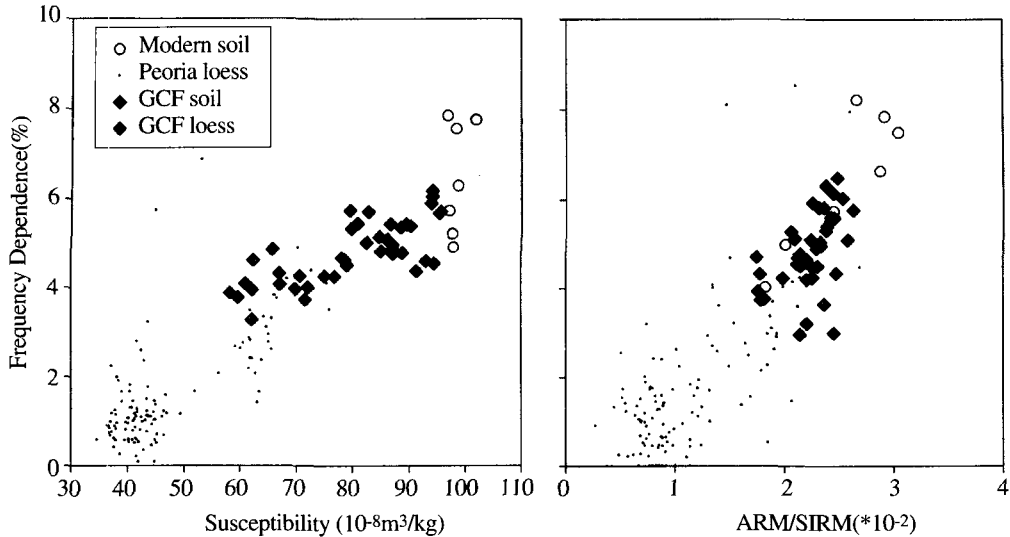 10
8
6
4
2
0
Frequency Dependence(%)
Modern soil
Peoria loess
GCF soil
GCF loess
30 40 50 60 70 80 90 100 110
Susceptibility (10-8m3/kg)
0 1 2 3 4
ARM/SIRM(*10-2)